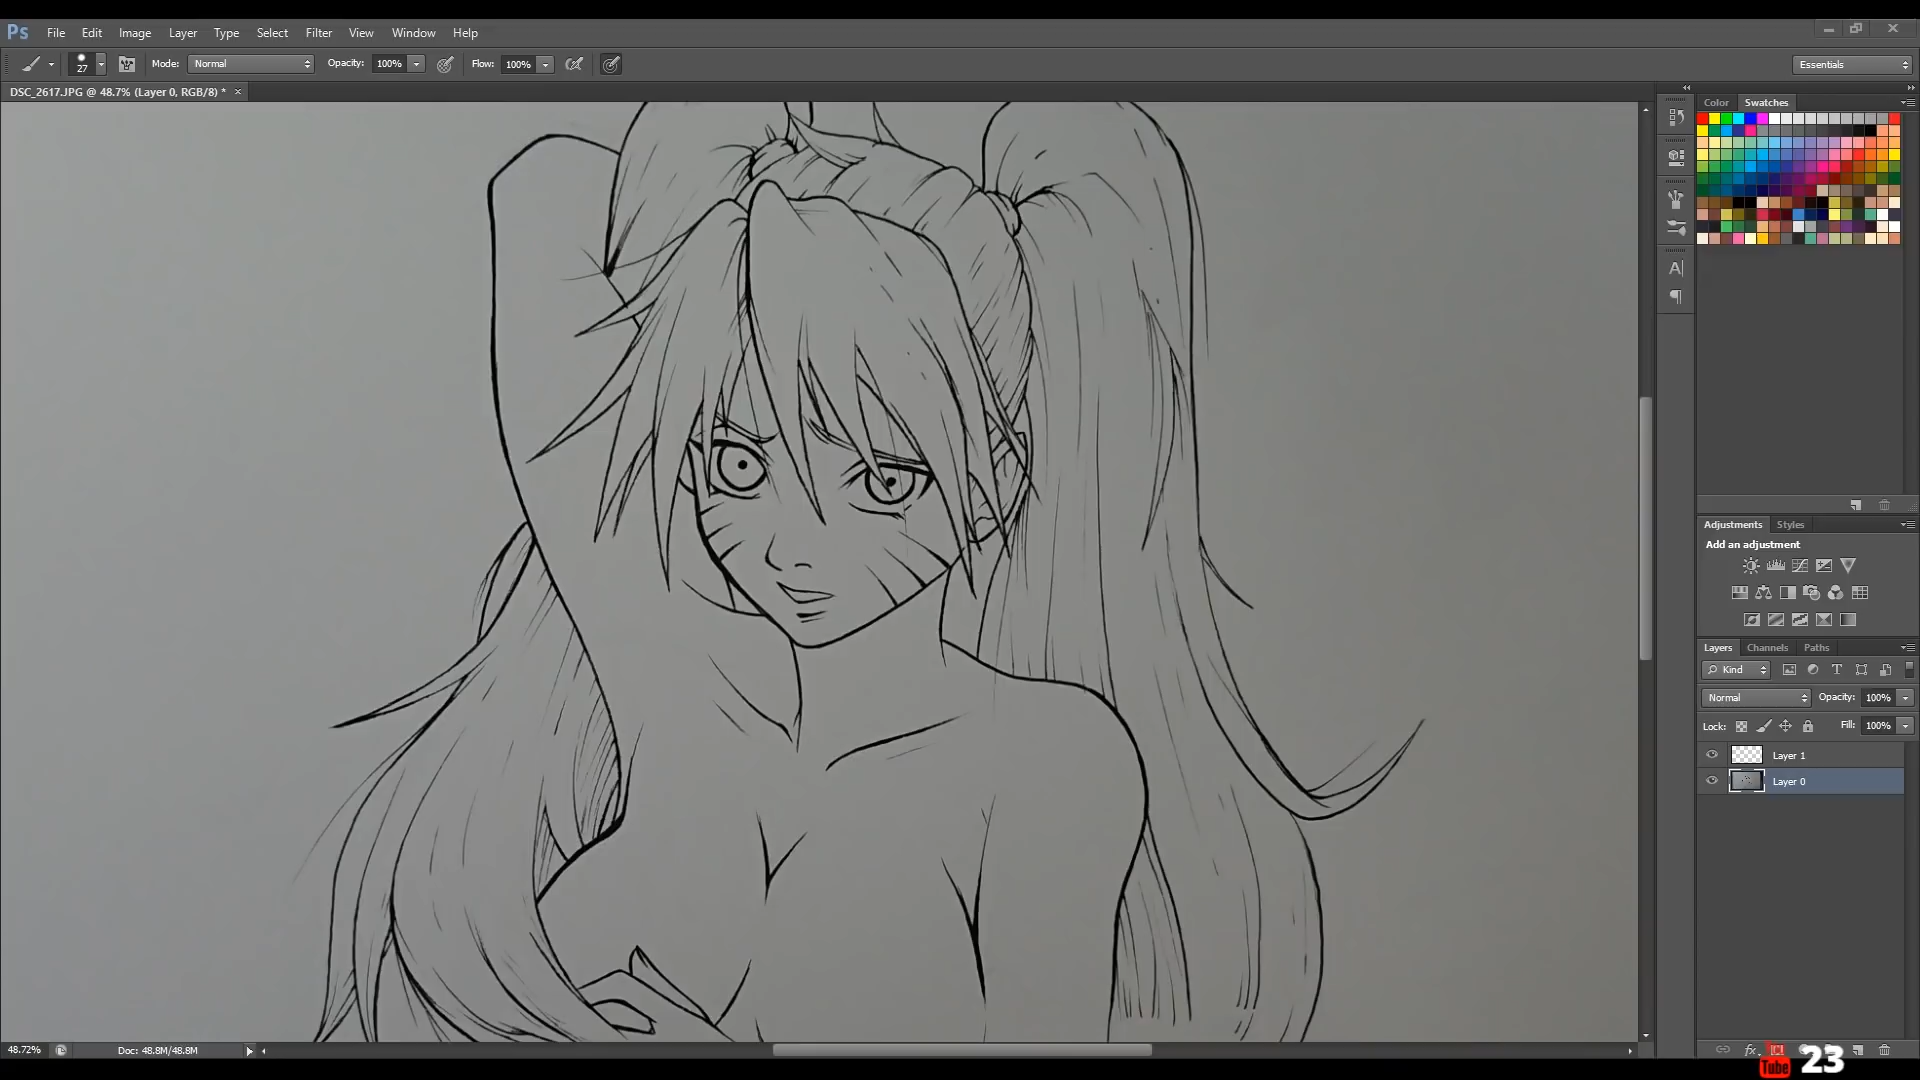 Ps File Edit Image Layer Type Select Filter View Window Help
27 Mode: Normal Opacity: 100% Flow: 100% Essentials
DSC_2617.JPG @ 48.7% (Layer 0, RGB/8) * ×
Color Swatches
A|
Adjustments Styles
Add an adjustment
Layers Channels Paths
Kind T
Normal Opacity: 100%
Lock: Fill: 100%
Layer 1
Layer 0
48.72% Doc: 48.8M/48.8M
fx
Tube 23